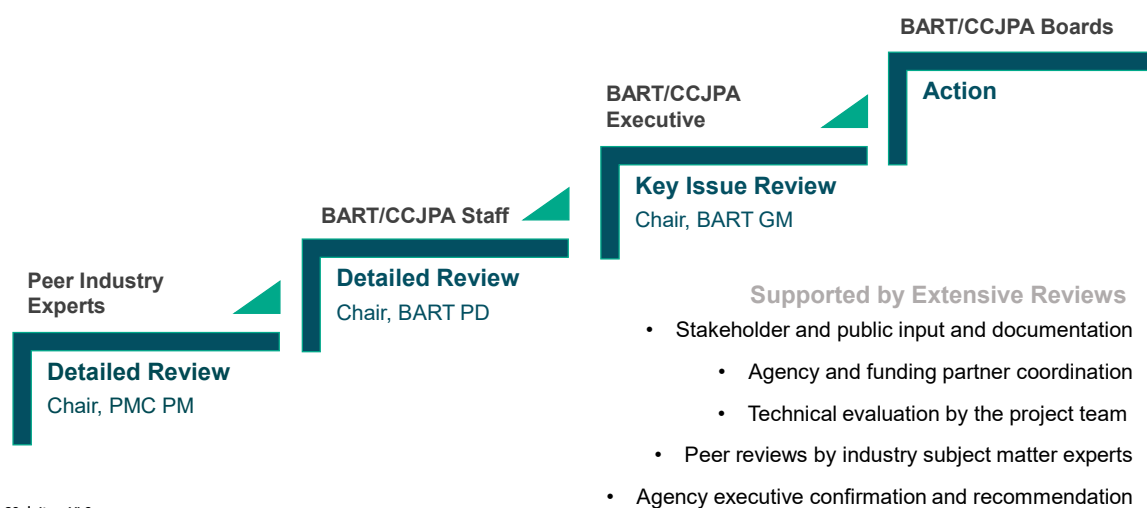 BART/CCJPA Boards
Action
BART/CCJPA
Executive
Key Issue Review
Chair, BART GM
BART/CCJPA Staff
Detailed Review
Chair, BART PD
Peer Industry
Experts
Detailed Review
Chair, PMC PM
Supported by Extensive Reviews
• Stakeholder and public input and documentation
• Agency and funding partner coordination
• Technical evaluation by the project team
• Peer reviews by industry subject matter experts
• Agency executive confirmation and recommendation